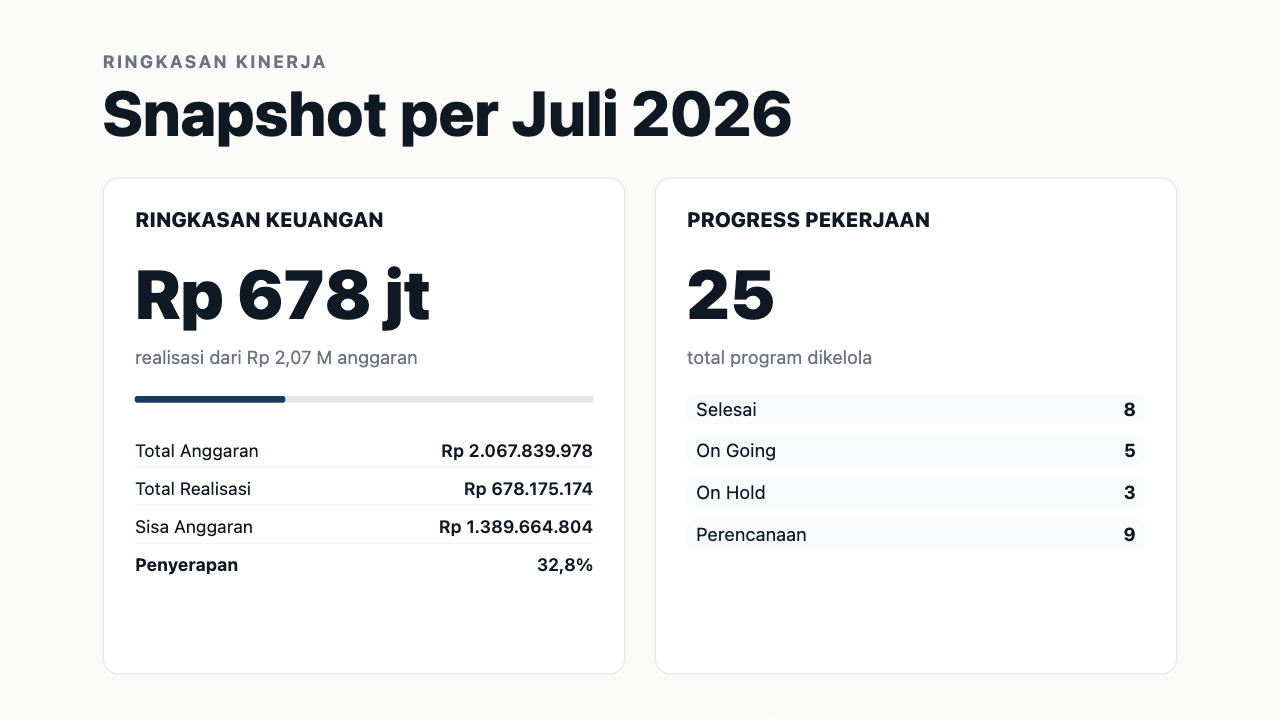 RINGKASAN KINERJA
Snapshot per Juli 2026
RINGKASAN KEUANGAN
Rp 678 jt
realisasi dari Rp 2,07 M anggaran
Total Anggaran Rp 2.067.839.978
Total Realisasi Rp 678.175.174
Sisa Anggaran Rp 1.389.664.804
Penyerapan 32,8%
PROGRESS PEKERJAAN
25
total program dikelola
Selesai 8
On Going 5
On Hold 3
Perencanaan 9